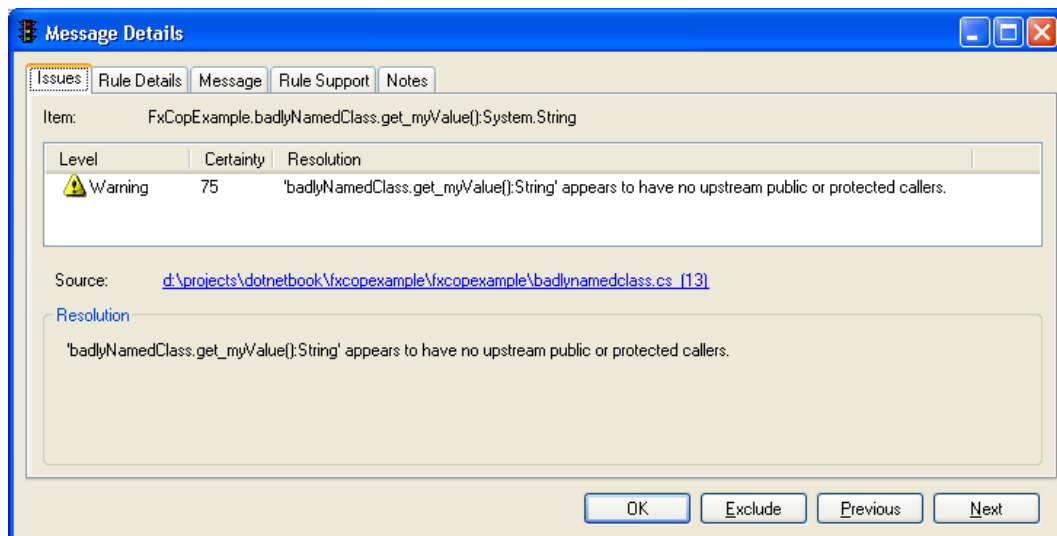 Message Details
Issues Rule Details Message Rule Support Notes
Item: FxCopExample.badlyNamedClass.get_myValue():System.String
Level Certainty Resolution
Warning 75 'badlyNamedClass.get_myValue():String' appears to have no upstream public or protected callers.
Source: d:\projects\dotnetbook\fxcopexample\fxcopexample\badlynamedclass.cs (13)
Resolution
'badlyNamedClass.get_myValue():String' appears to have no upstream public or protected callers.
OK Exclude Previous Next